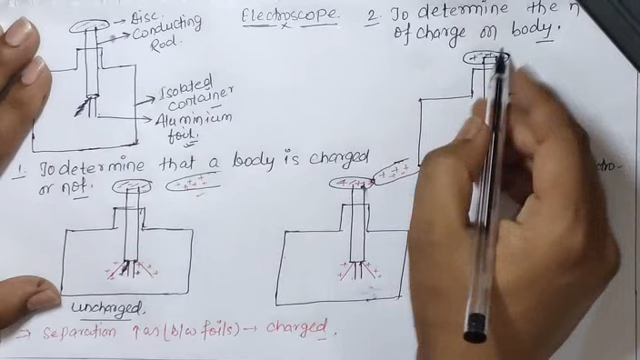 Disc.
Conducting
Rod.
Isolated
container
Aluminium
foil.
Electroscope.
1. To determine that a body is charged
or not.
uncharged.
⇒ Separation ↑as (b/w foils) → charged.
2. To determine the n
of charge on body.